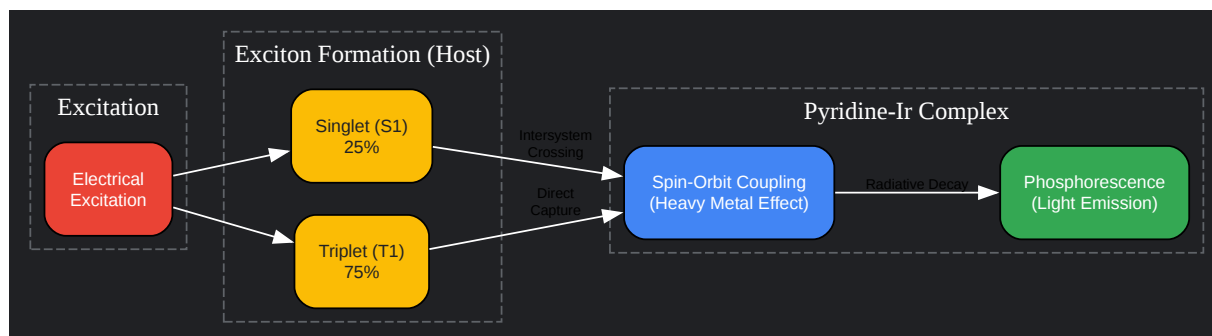 Excitation
Electrical
Excitation
Exciton Formation (Host)
Singlet (S1)
25%
Triplet (T1)
75%
Intersystem
Crossing
Direct
Capture
Pyridine-Ir Complex
Spin-Orbit Coupling
(Heavy Metal Effect)
Radiative Decay
Phosphorescence
(Light Emission)